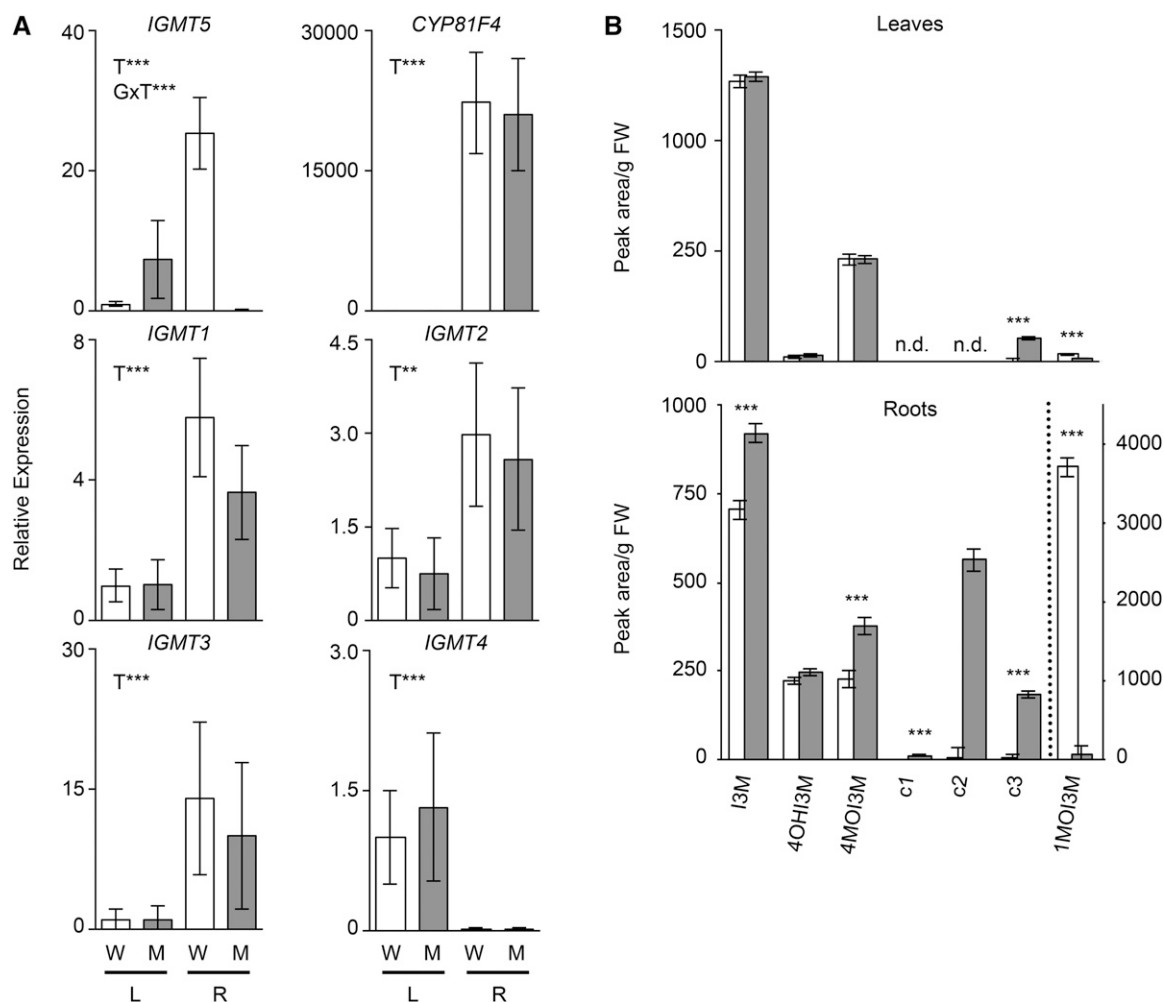 A
IGMT5
CYP81F4
40
20
0
T***
GxT***
30000
15000
0
T***
IGMT1
IGMT2
8
4
0
T***
4.5
3.0
1.5
0
T**
IGMT3
IGMT4
30
15
0
T***
3.0
1.5
0
T***
Relative Expression
W M W M
L R
W M W M
L R
B
Leaves
1500
1000
250
0
Peak area/g FW
n.d. n.d. *** ***
Roots
1000
750
500
250
0
Peak area/g FW
*** *** *** *** ***
4000
3000
2000
1000
0
I3M
4OHI3M
4MOI3M
c1
c2
c3
1MOI3M